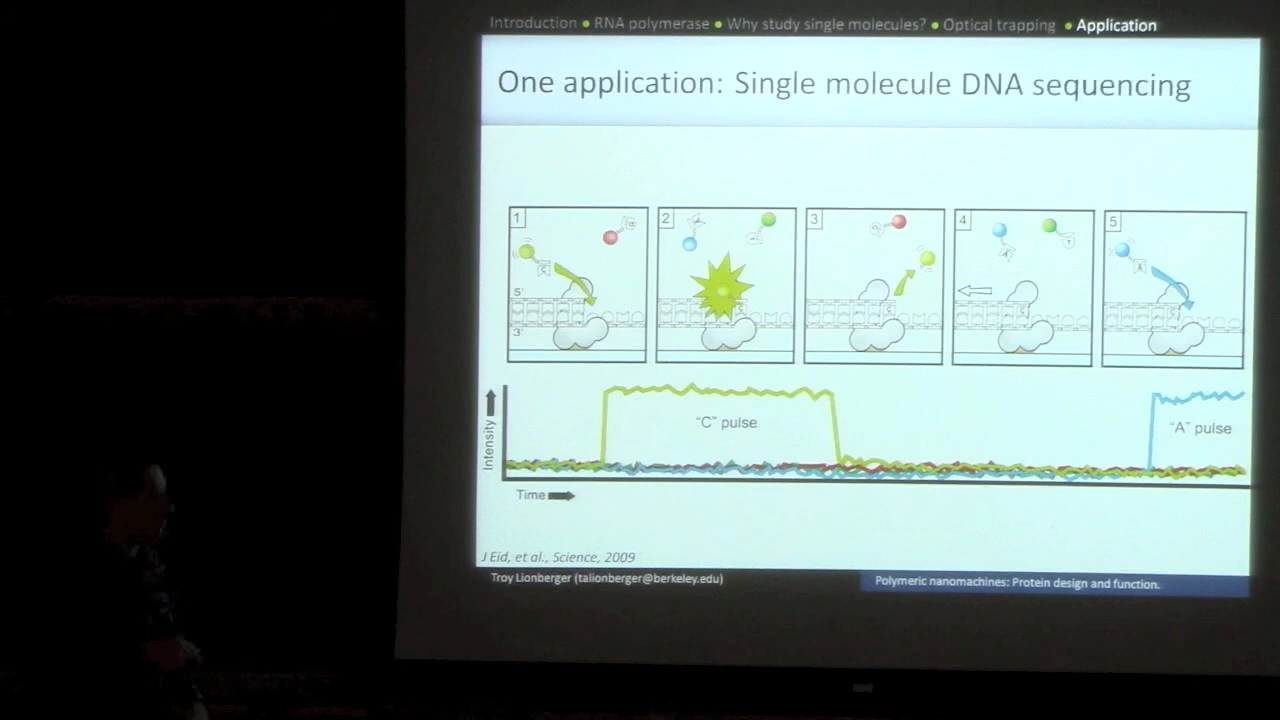 Introduction • RNA polymerase • Why study single molecules? • Optical trapping • Application
One application: Single molecule DNA sequencing
1
2
3
4
5
5'
3'
Intensity
"C" pulse
"A" pulse
Time
J Eid, et al., Science, 2009
Troy Lionberger (talionberger@berkeley.edu)
Polymeric nanomachines: Protein design and function.